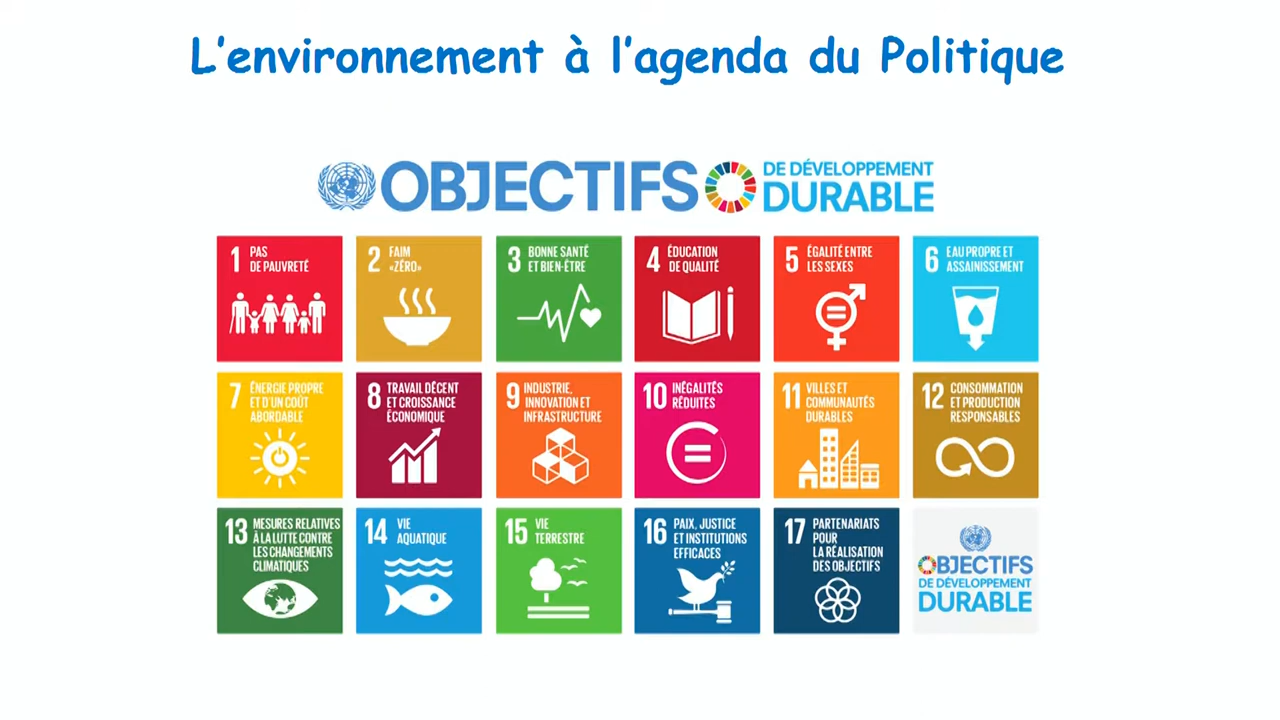 L'environnement à l'agenda du Politique
OBJECTIFS
DE DÉVELOPPEMENT
DURABLE
1 PAS
DE PAUVRETÉ
2 FAIM
«ZÉRO»
3 BONNE SANTÉ
ET BIEN-ÊTRE
4 ÉDUCATION
DE QUALITÉ
5 ÉGALITÉ ENTRE
LES SEXES
6 EAU PROPRE ET
ASSAINISSEMENT
7 ÉNERGIE PROPRE
ET D'UN COÛT
ABORDABLE
8 TRAVAIL DÉCENT
ET CROISSANCE
ÉCONOMIQUE
9 INDUSTRIE,
INNOVATION ET
INFRASTRUCTURE
10 INÉGALITÉS
RÉDUITES
11 VILLES ET
COMMUNAUTÉS
DURABLES
12 CONSOMMATION
ET PRODUCTION
RESPONSABLES
13 MESURES RELATIVES
À LA LUTTE CONTRE
LES CHANGEMENTS
CLIMATIQUES
14 VIE
AQUATIQUE
15 VIE
TERRESTRE
16 PAIX, JUSTICE
ET INSTITUTIONS
EFFICACES
17 PARTENARIATS
POUR
LA RÉALISATION
DES OBJECTIFS
OBJECTIFS
DE DÉVELOPPEMENT
DURABLE